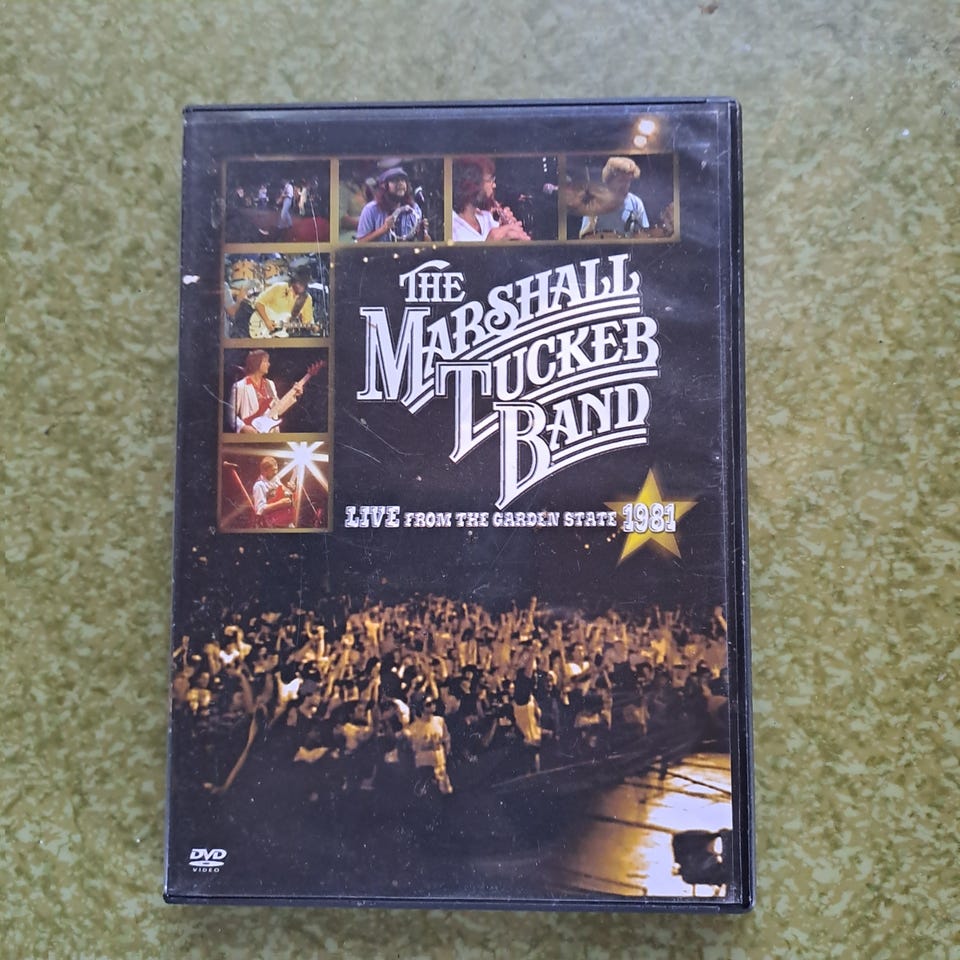 THE
MARSHALL
TUCKER
BAND
LIVE FROM THE GARDEN STATE 1981
DVD
VIDEO